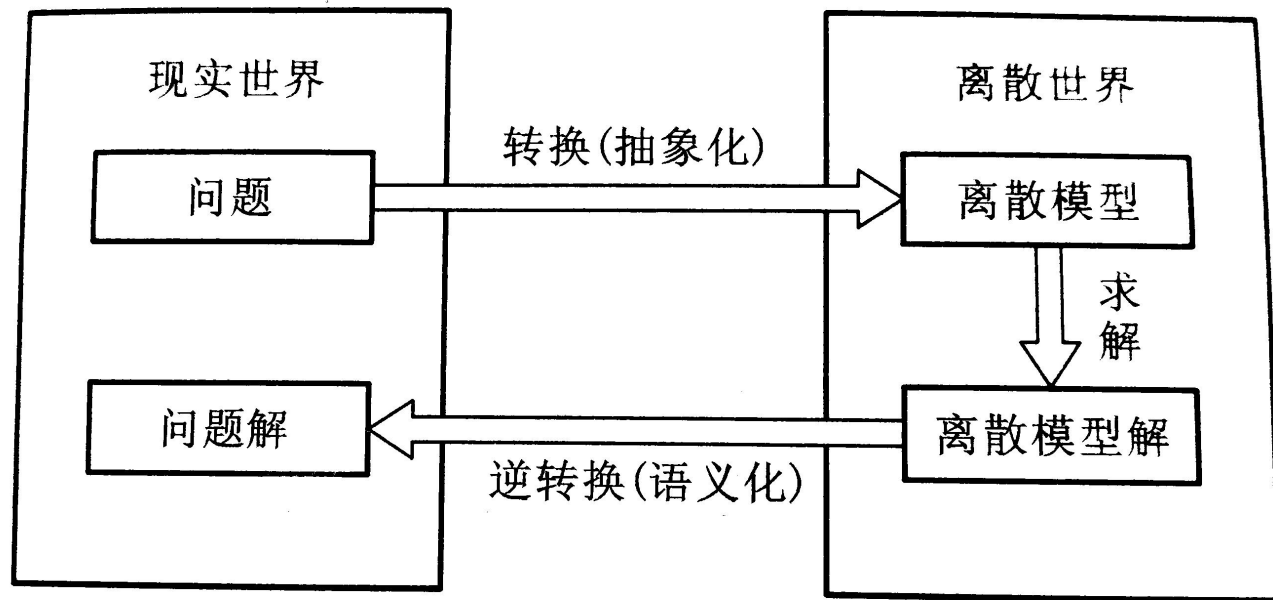 现实世界
离散世界
转换(抽象化)
问题
离散模型
求
解
问题解
离散模型解
逆转换(语义化)